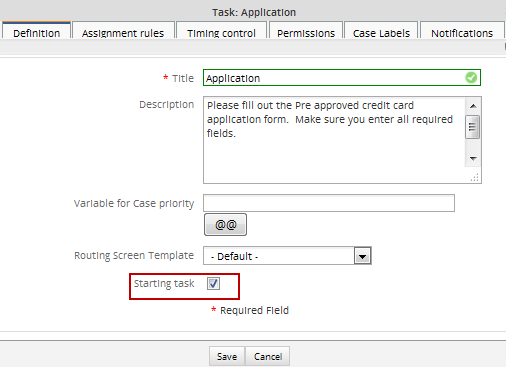 Task: Application
Definition Assignment rules Timing control Permissions Case Labels Notifications
* Title Application
Description Please fill out the Pre approved credit card
application form. Make sure you enter all required
fields.
Variable for Case priority
@@
Routing Screen Template - Default -
Starting task
* Required Field
Save Cancel